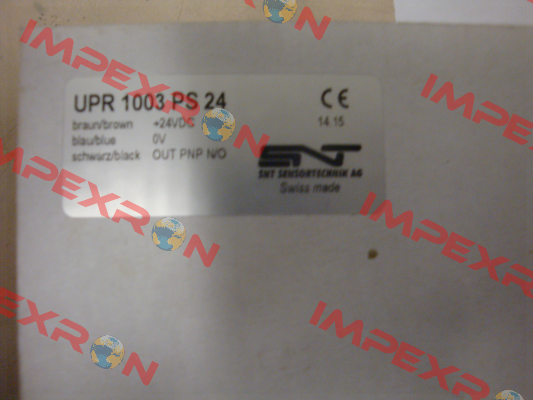 IMPEXRON
UPR 1003 PS 24
CE
braun/brown +24VDC
14.15
blau/blue 0V
schwarz/black OUT PNP N/O
SNT
SNT SENSORTECHNIK AG
Swiss made
IMPEXRON
IMPEXRON
IMPEXRON
IMPEXRON